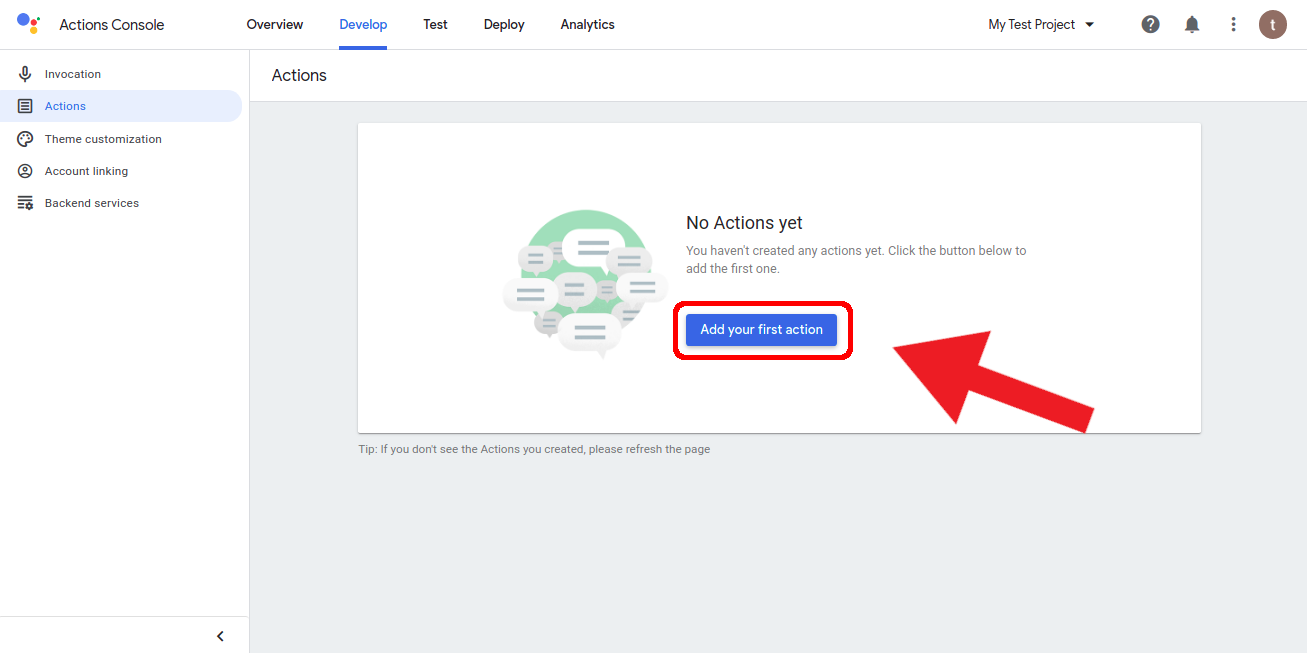 Actions Console
Overview
Develop
Test
Deploy
Analytics
My Test Project
t
Invocation
Actions
Theme customization
Account linking
Backend services
Actions
No Actions yet
You haven't created any actions yet. Click the button below to
add the first one.
Add your first action
Tip: If you don't see the Actions you created, please refresh the page